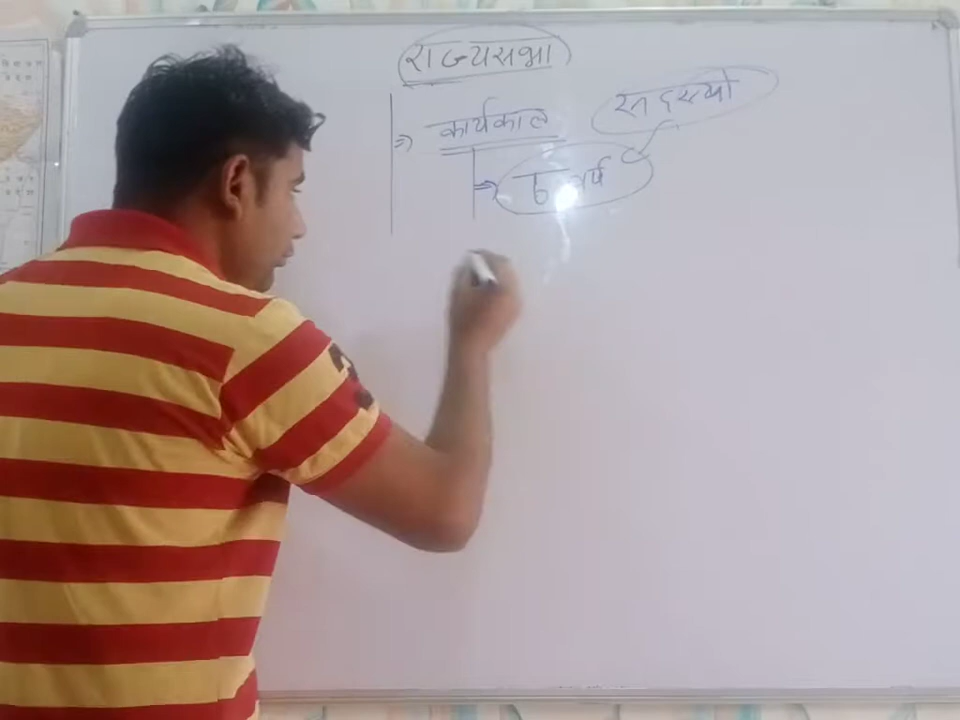 राज्यसभा
⇒ कार्यकाल सदस्यो
⇒ 6 वर्ष